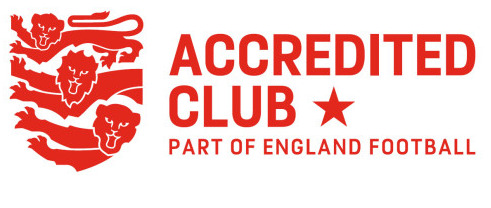 ACCREDITED
CLUB ★
PART OF ENGLAND FOOTBALL